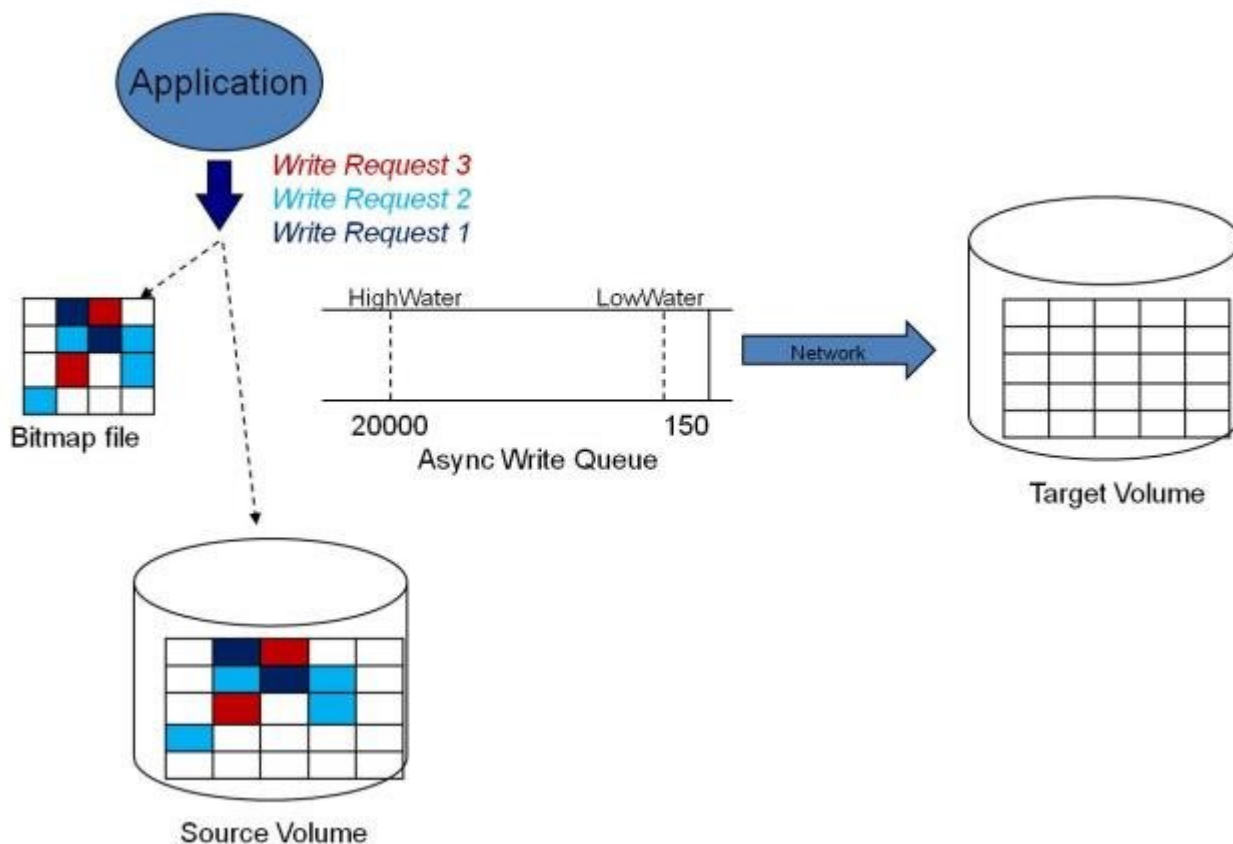 Application
Write Request 3
Write Request 2
Write Request 1
HighWater
LowWater
Network
20000
150
Async Write Queue
Bitmap file
Target Volume
Source Volume